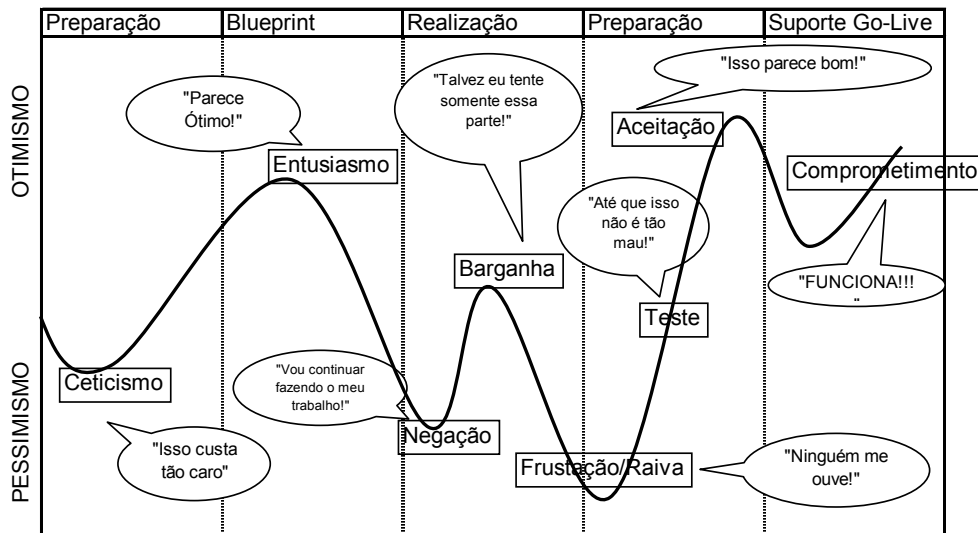 Preparação
Blueprint
Realização
Preparação
Suporte Go-Live
OTIMISMO
PESSIMISMO
"Isso parece bom!"
"Talvez eu tente
somente essa
parte!"
"Parece
Ótimo!"
Aceitação
Entusiasmo
Comprometimento
"Até que isso
não é tão
mau!"
Barganha
"FUNCIONA!!!
"
Teste
Ceticismo
"Vou continuar
fazendo o meu
trabalho!"
Negação
"Isso custa
tão caro"
Frustação/Raiva
"Ninguém me
ouve!"